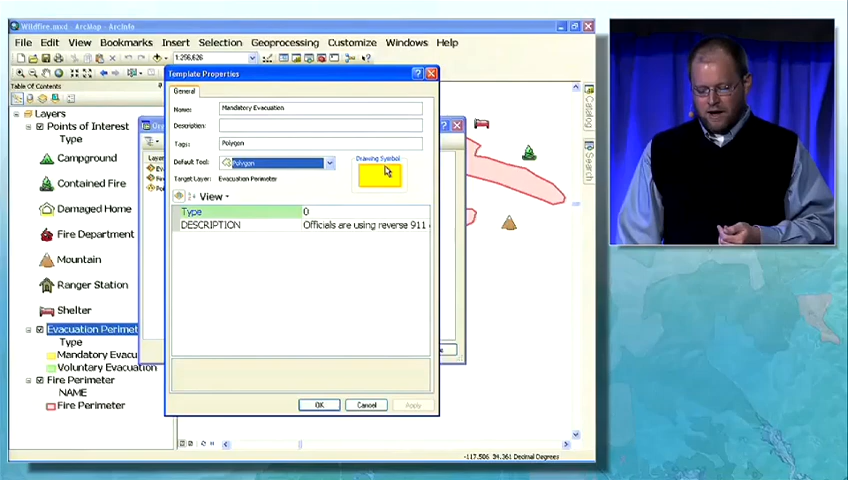 Wildfire.mxd - ArcMap - ArcInfo
File Edit View Bookmarks Insert Selection Geoprocessing Customize Windows Help
1:296,626
Table Of Contents
Layers
Points of Interest
Campground
Contained Fire
Damaged Home
Fire Department
Mountain
Ranger Station
Shelter
Evacuation Perimet
Type
Mandatory Evacu
Voluntary Evacuation
Fire Perimeter
NAME
Fire Perimeter
Template Properties
General
Name: Mandatory Evacuation
Description:
Tags: Polygon
Default Tool: Polygon
Drawing Symbol
Target Layer: Evacuation Perimeter
View
Type 0
DESCRIPTION Officials are using reverse 911
OK Cancel Apply
Catalog
Search
-117.506 34.361 Decimal Degrees